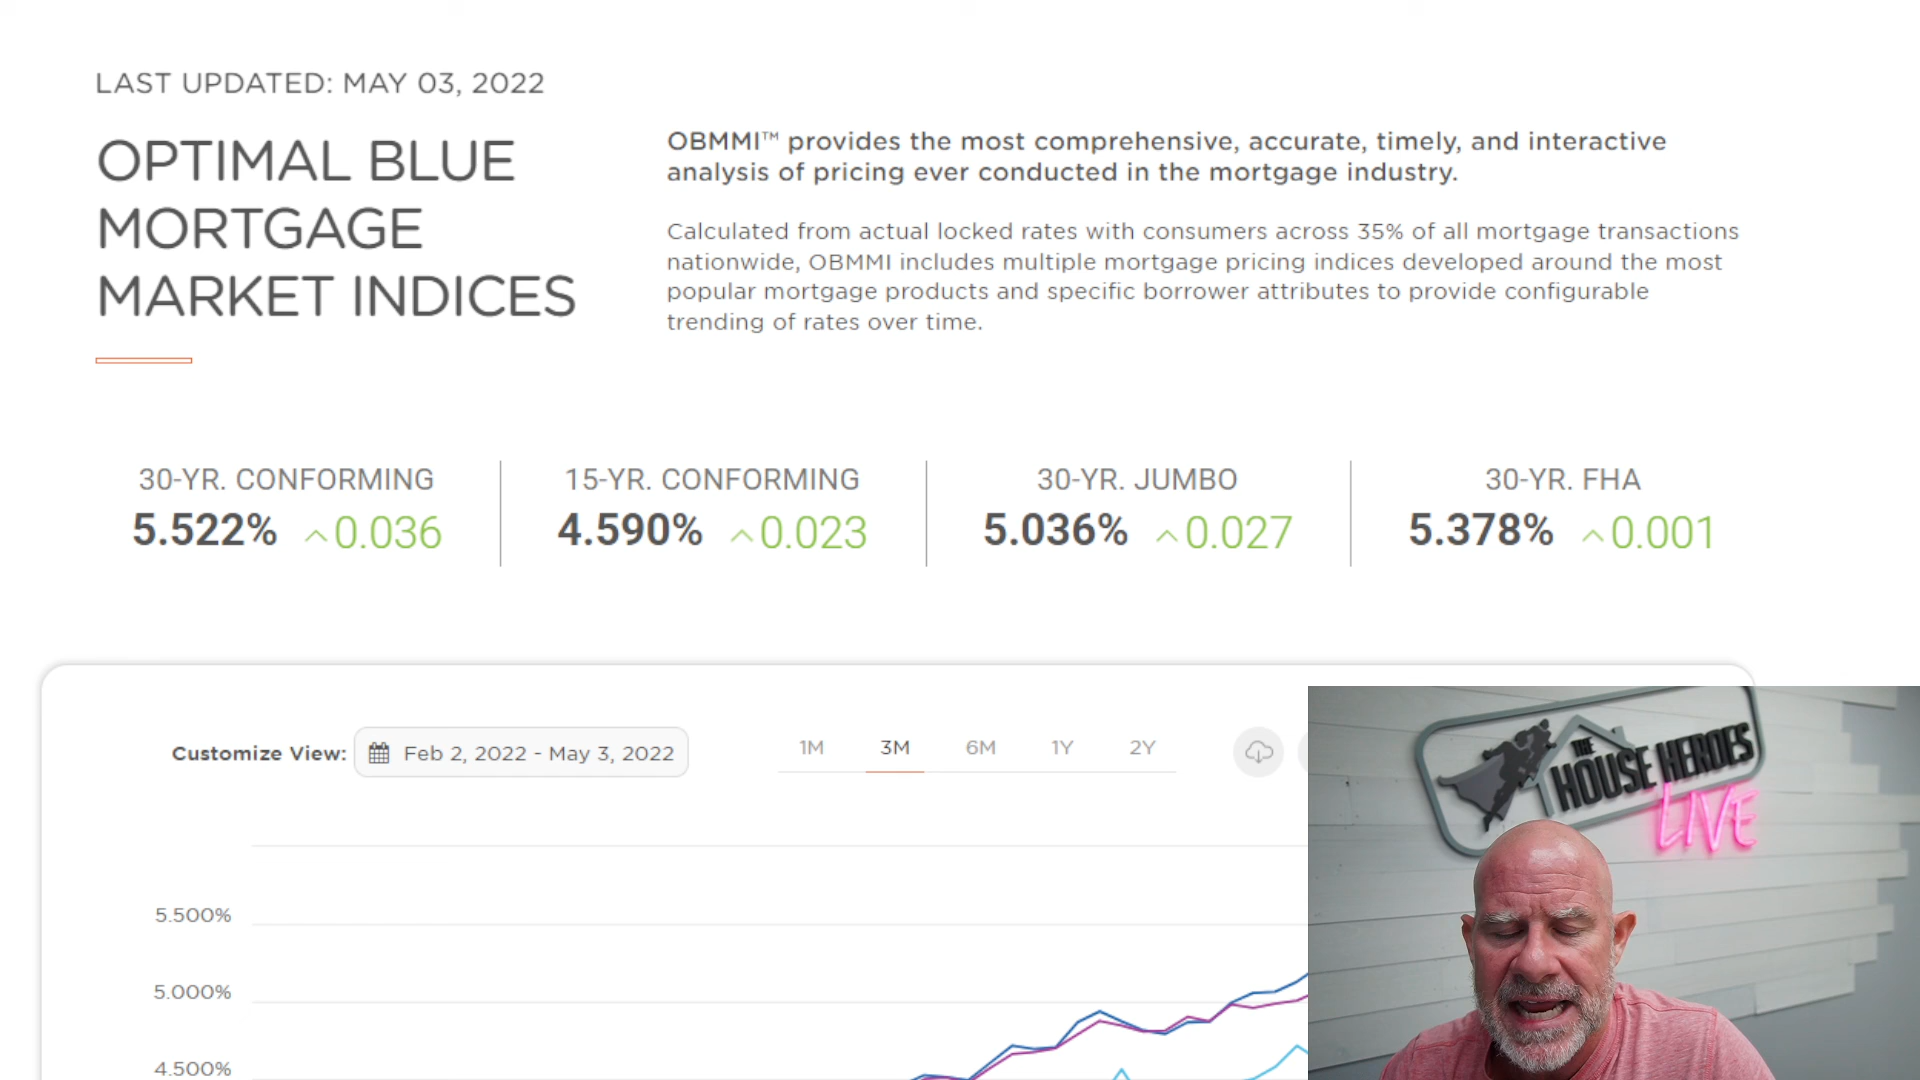 LAST UPDATED: MAY 03, 2022
OPTIMAL BLUE
MORTGAGE
MARKET INDICES
OBMMI™ provides the most comprehensive, accurate, timely, and interactive
analysis of pricing ever conducted in the mortgage industry.
Calculated from actual locked rates with consumers across 35% of all mortgage transactions
nationwide, OBMMI includes multiple mortgage pricing indices developed around the most
popular mortgage products and specific borrower attributes to provide configurable
trending of rates over time.
30-YR. CONFORMING
5.522% ^0.036
15-YR. CONFORMING
4.590% ^0.023
30-YR. JUMBO
5.036% ^0.027
30-YR. FHA
5.378% ^0.001
Customize View: Feb 2, 2022 - May 3, 2022
1M 3M 6M 1Y 2Y
5.500%
5.000%
4.500%
THE
HOUSE HEROES
LIVE